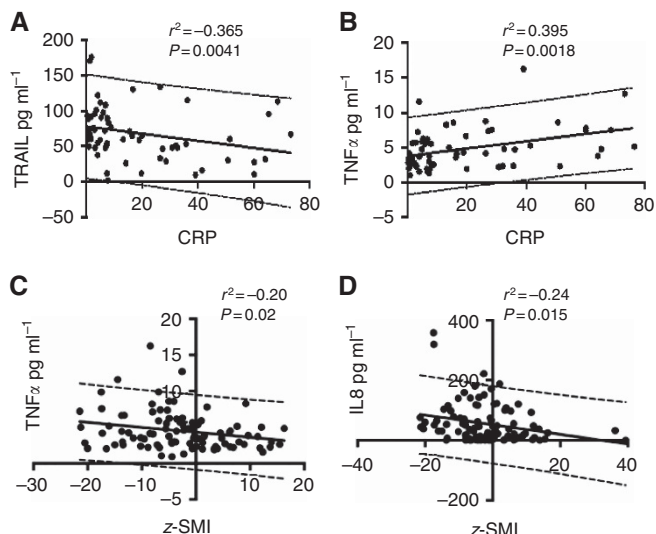 A
r² = −0.365
P = 0.0041
TRAIL pg ml⁻¹
200
150
100
50
0
−50
20
40
60
80
CRP
B
r² = 0.395
P = 0.0018
TNFα pg ml⁻¹
20
15
10
5
0
−5
20
40
60
80
CRP
C
r² = −0.20
P = 0.02
TNFα pg ml⁻¹
20
15
10
5
−5
−30
−20
−10
0
10
20
z-SMI
D
r² = −0.24
P = 0.015
IL8 pg ml⁻¹
400
200
−200
−40
−20
0
20
40
z-SMI